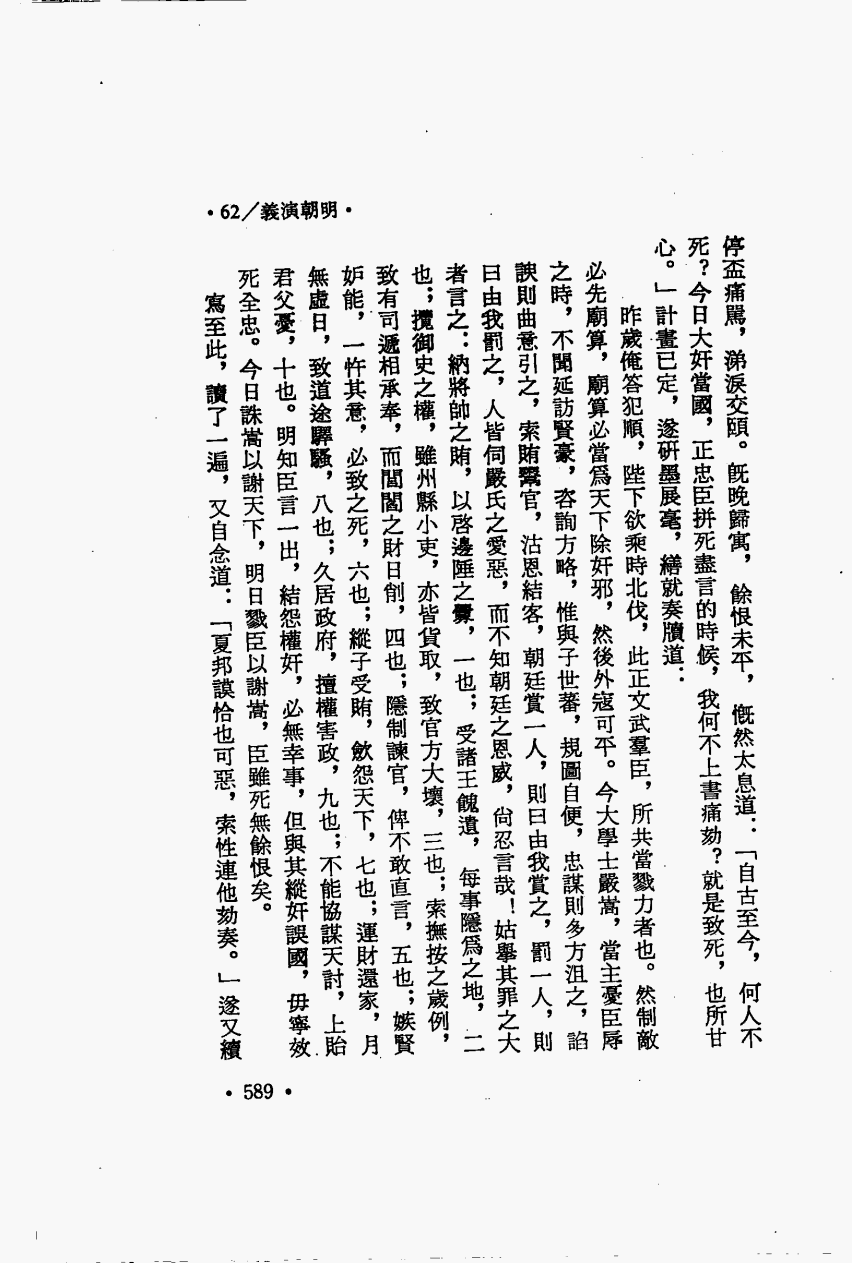 •62／義演朝明•
停盃痛罵，涕淚交頤。旣晚歸寓，餘恨未平，慨然太息道：「自古至今，何人不
死？今日大奸當國，正忠臣拼死盡言的時候，我何不上書痛劾？就是致死，也所甘
心。」計畫已定，遂研墨展毫，繕就奏牘道：
昨歲俺答犯順，陛下欲乘時北伐，此正文武羣臣，所共當戮力者也。然制敵
必先廟算，廟算必當爲天下除奸邪，然後外寇可平。今大學士嚴嵩，當主憂臣辱
之時，不聞延訪賢豪，咨詢方略，惟與子世蕃，規圖自便，忠謀則多方沮之，諂
諛則曲意引之，索賄鬻官，沽恩結客，朝廷賞一人，則曰由我賞之，罰一人，則
曰由我罰之，人皆伺嚴氏之愛惡，而不知朝廷之恩威，尙忍言哉！姑舉其罪之大
者言之：納將帥之賄，以啓邊陲之釁，一也；受諸王餽遺，每事隱爲之地，二
也；攬御史之權，雖州縣小吏，亦皆貨取，致官方大壞，三也；索撫按之歲例，
致有司遞相承奉，而閭閻之財日削，四也；隱制諫官，俾不敢直言，五也；嫉賢
妒能，一忤其意，必致之死，六也；縱子受賄，斂怨天下，七也；運財還家，月
無虛日，致道途驛騷，八也；久居政府，擅權害政，九也；不能協謀天討，上貽
君父憂，十也。明知臣言一出，結怨權奸，必無幸事，但與其縱奸誤國，毋寧效
死全忠。今日誅嵩以謝天下，明日戮臣以謝嵩，臣雖死無餘恨矣。
寫至此，讀了一遍，又自念道：「夏邦謨恰也可惡，索性連他劾奏。」遂又續
•589•